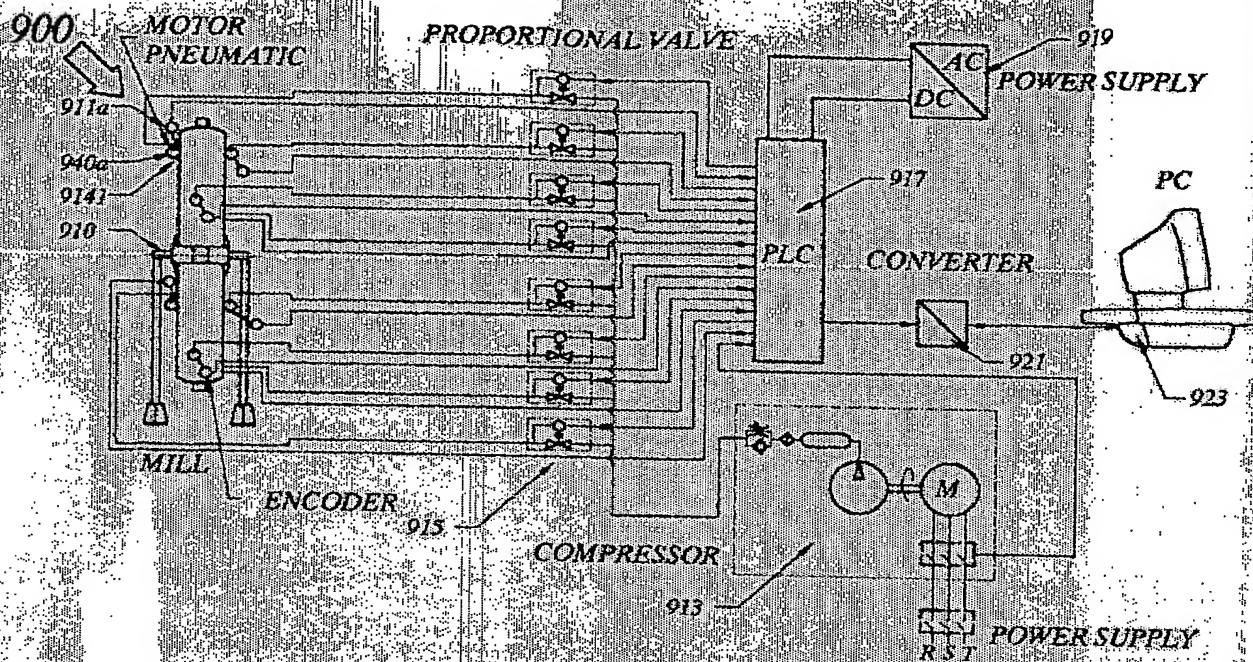 900
MOTOR
PNEUMATIC
PROPORTIONAL VALVE
919
AC
DC
POWER SUPPLY
911a
940a
9141
910
917
PLC
PC
CONVERTER
921
923
MILL
ENCODER
915
COMPRESSOR
M
913
POWER SUPPLY
R S T